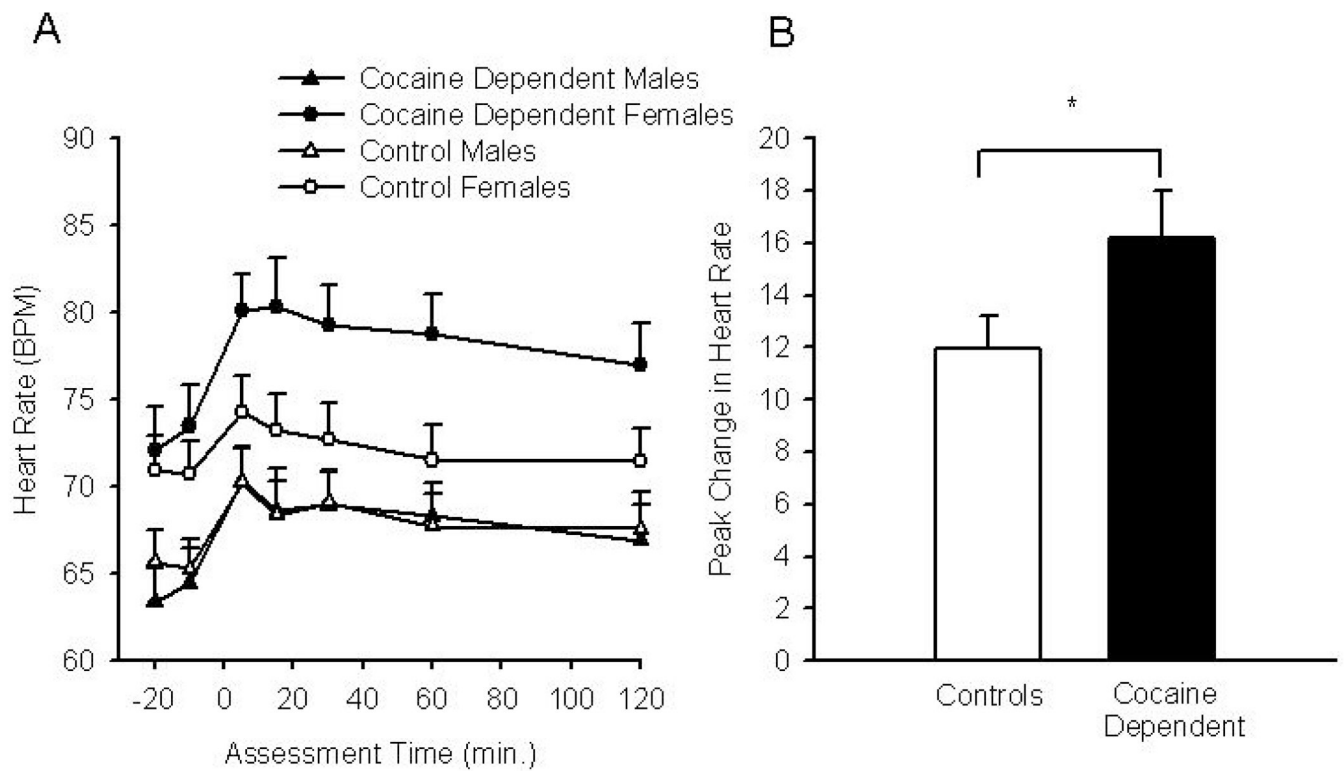 A
Cocaine Dependent Males
Cocaine Dependent Females
Control Males
Control Females
90
85
80
75
70
65
60
Heart Rate (BPM)
-20 0 20 40 60 80 100 120
Assessment Time (min.)
B
*
20
18
16
14
12
10
8
6
4
2
0
Peak Change in Heart Rate
Controls
Cocaine
Dependent